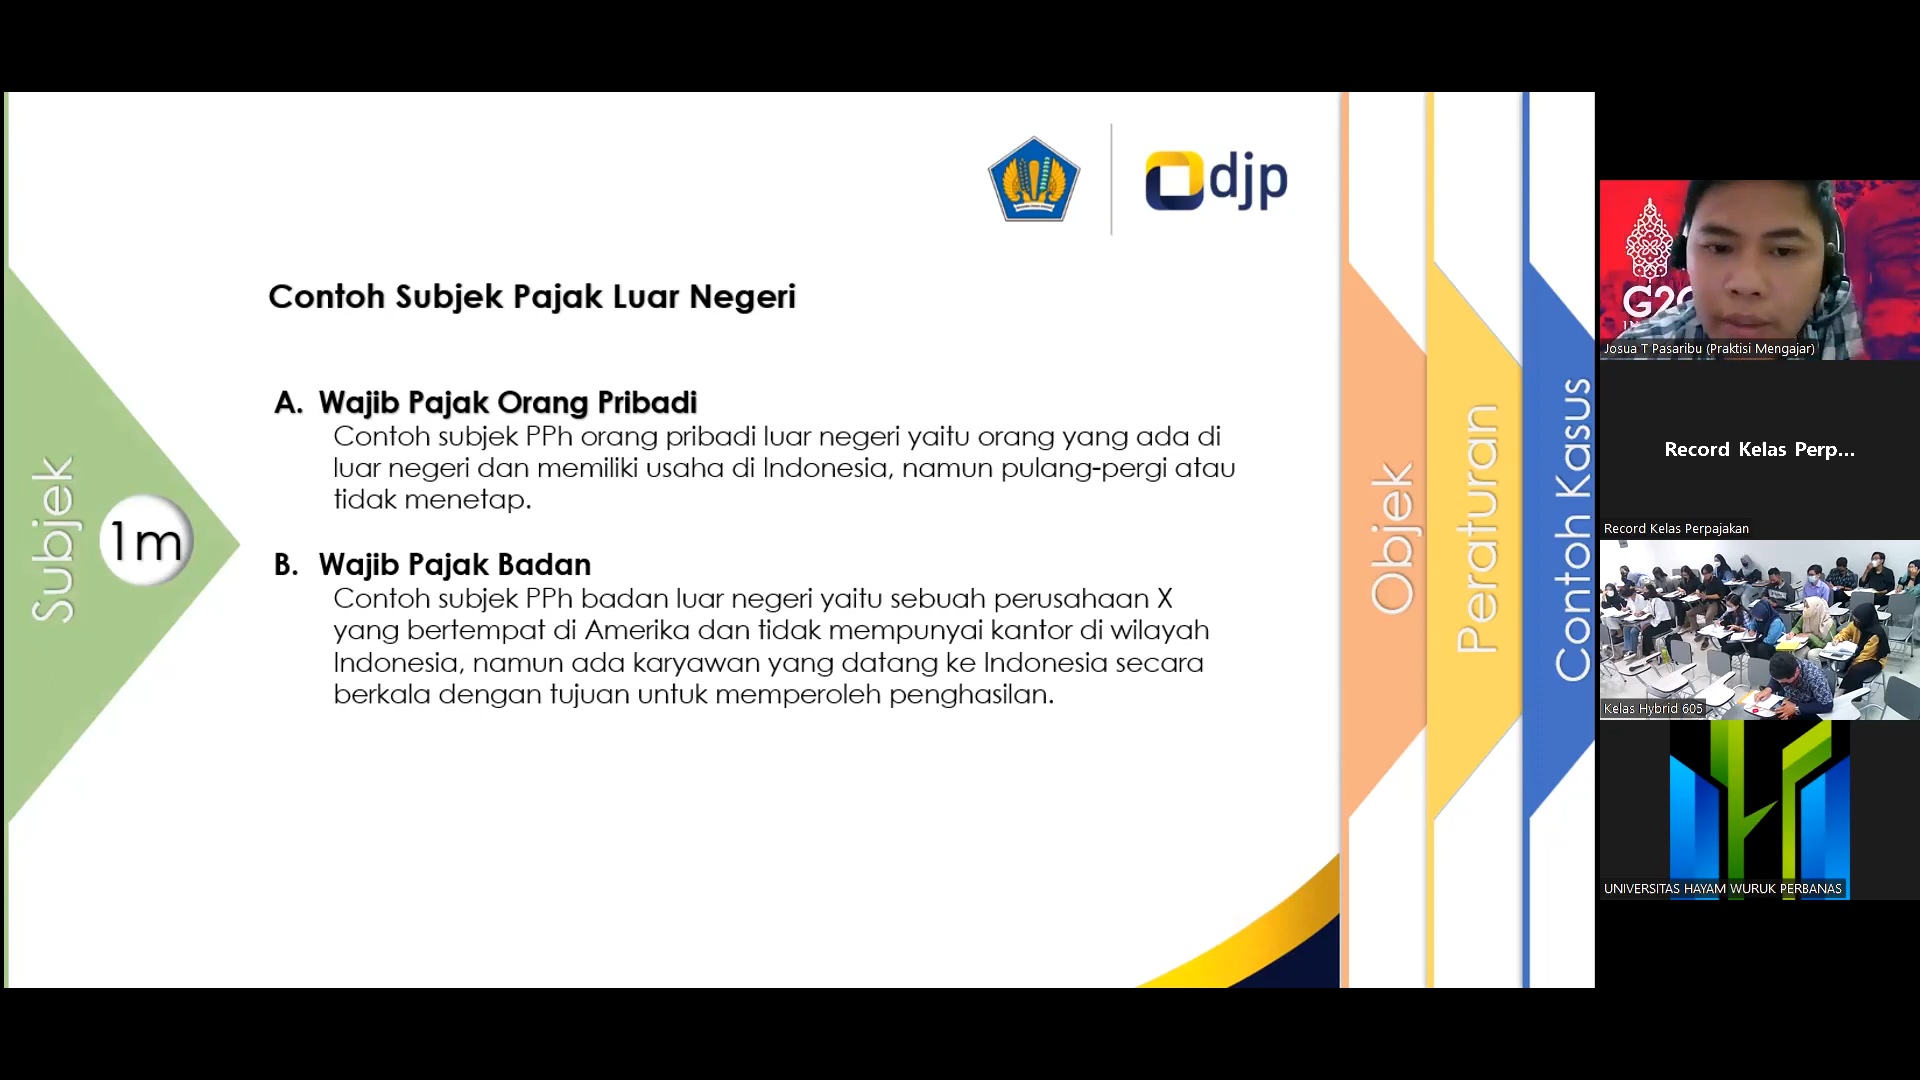 djp
Contoh Subjek Pajak Luar Negeri
A. Wajib Pajak Orang Pribadi
Contoh subjek PPh orang pribadi luar negeri yaitu orang yang ada di
luar negeri dan memiliki usaha di Indonesia, namun pulang-pergi atau
tidak menetap.
B. Wajib Pajak Badan
Contoh subjek PPh badan luar negeri yaitu sebuah perusahaan X
yang bertempat di Amerika dan tidak mempunyai kantor di wilayah
Indonesia, namun ada karyawan yang datang ke Indonesia secara
berkala dengan tujuan untuk memperoleh penghasilan.
Subjek
1m
Objek
Peraturan
Contoh Kasus
Josua T Pasaribu (Praktisi Mengajar)
Record Kelas Perp...
Record Kelas Perpajakan
Kelas Hybrid 605
UNIVERSITAS HAYAM WURUK PERBANAS